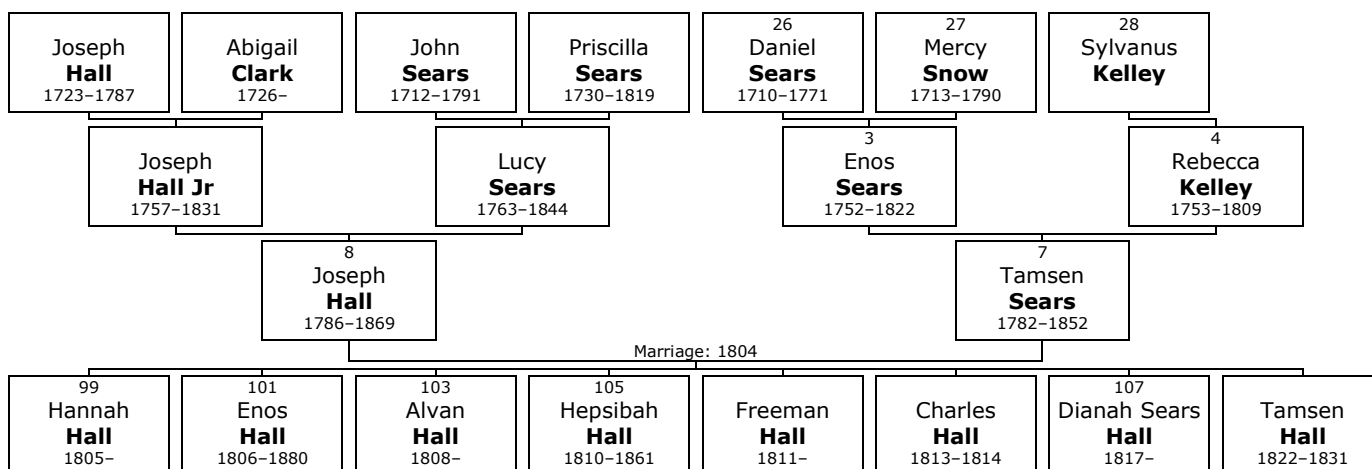 Joseph
Hall
1723–1787
Abigail
Clark
1726–
John
Sears
1712–1791
Priscilla
Sears
1730–1819
26
Daniel
Sears
1710–1771
27
Mercy
Snow
1713–1790
28
Sylvanus
Kelley
Joseph
Hall Jr
1757–1831
Lucy
Sears
1763–1844
3
Enos
Sears
1752–1822
4
Rebecca
Kelley
1753–1809
8
Joseph
Hall
1786–1869
7
Tamsen
Sears
1782–1852
Marriage: 1804
99
Hannah
Hall
1805–
101
Enos
Hall
1806–1880
103
Alvan
Hall
1808–
105
Hepsibah
Hall
1810–1861
Freeman
Hall
1811–
Charles
Hall
1813–1814
107
Dianah Sears
Hall
1817–
Tamsen
Hall
1822–1831